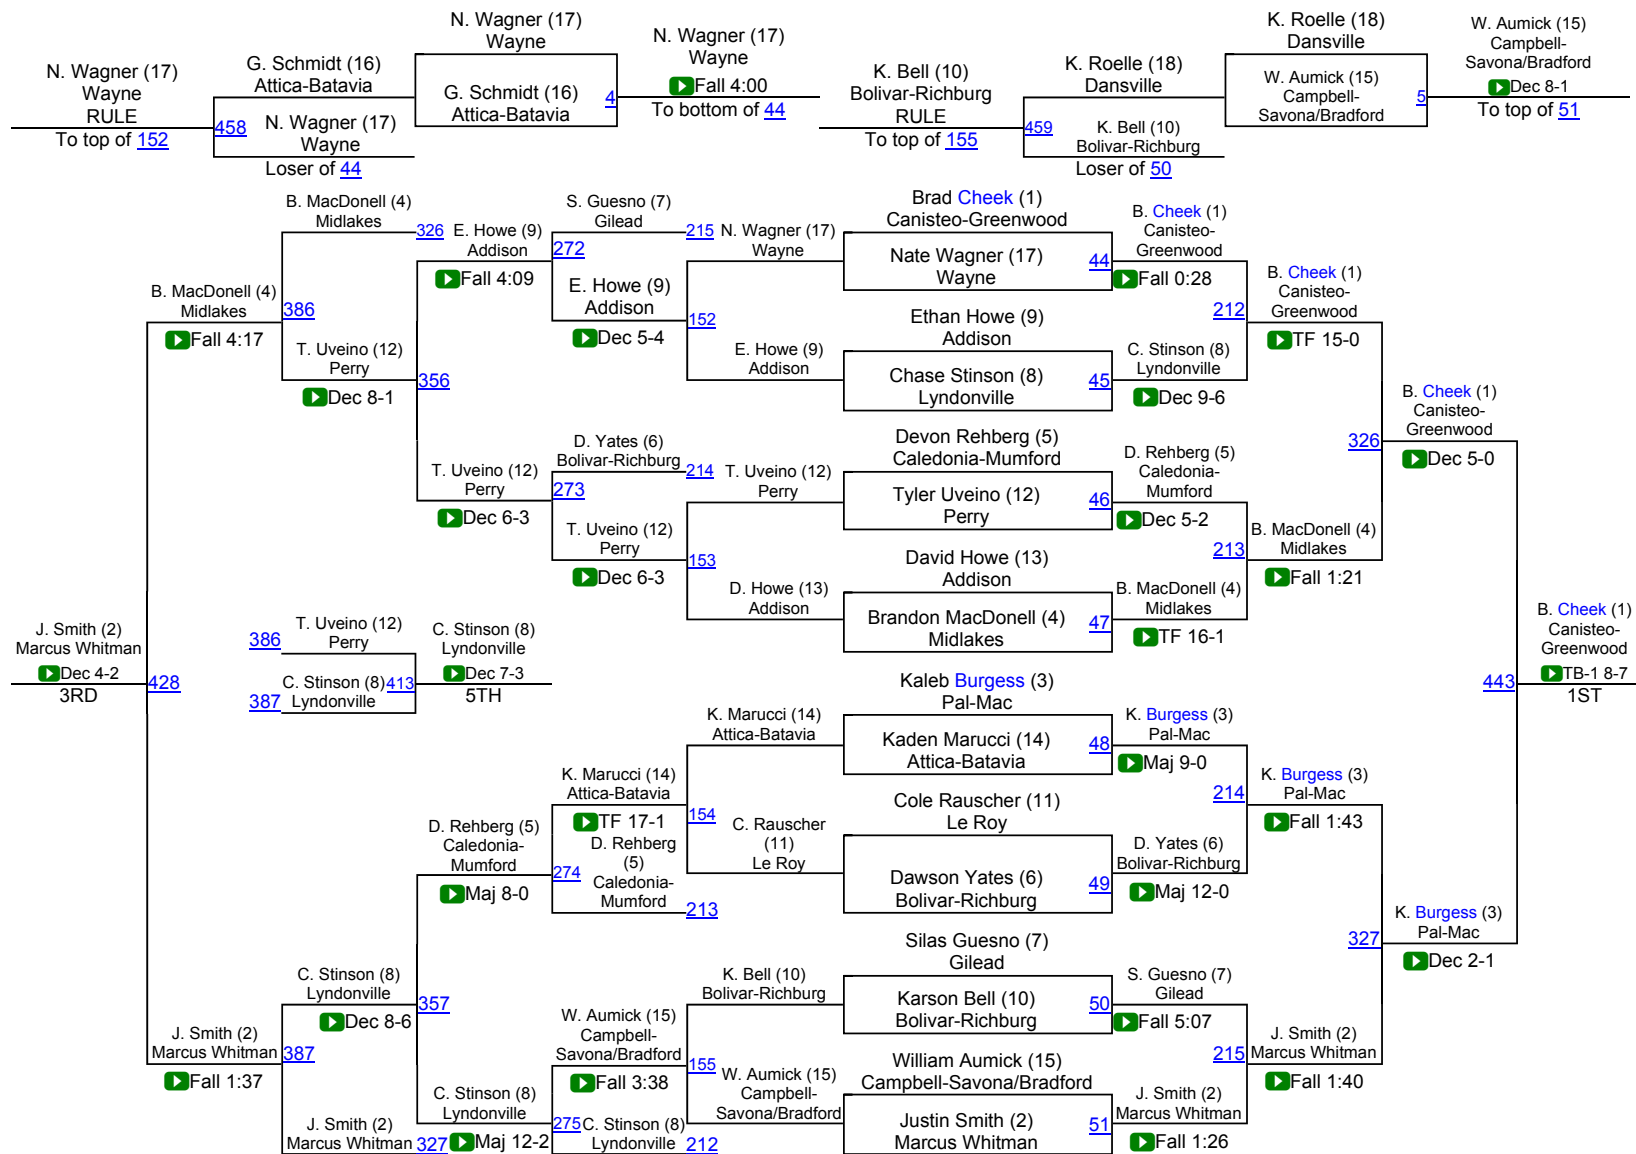 N. Wagner (17)
Wayne
RULE
To top of 152
G. Schmidt (16)
Attica-Batavia
458
N. Wagner (17)
Wayne
Loser of 44
N. Wagner (17)
Wayne
G. Schmidt (16)
Attica-Batavia
4
N. Wagner (17)
Wayne
Fall 4:00
To bottom of 44
K. Bell (10)
Bolivar-Richburg
RULE
To top of 155
K. Roelle (18)
Dansville
459
K. Bell (10)
Bolivar-Richburg
Loser of 50
K. Roelle (18)
Dansville
W. Aumick (15)
Campbell-
Savona/Bradford
5
W. Aumick (15)
Campbell-
Savona/Bradford
Dec 8-1
To top of 51
B. MacDonell (4)
Midlakes
326
E. Howe (9)
Addison
Fall 4:09
S. Guesno (7)
Gilead
215
272
E. Howe (9)
Addison
Dec 5-4
N. Wagner (17)
Wayne
152
E. Howe (9)
Addison
Brad Cheek (1)
Canisteo-Greenwood
Nate Wagner (17)
Wayne
44
B. Cheek (1)
Canisteo-
Greenwood
Fall 0:28
Ethan Howe (9)
Addison
Chase Stinson (8)
Lyndonville
45
C. Stinson (8)
Lyndonville
Dec 9-6
212
B. Cheek (1)
Canisteo-
Greenwood
TF 15-0
B. MacDonell (4)
Midlakes
Fall 4:17
386
T. Uveino (12)
Perry
Dec 8-1
356
T. Uveino (12)
Perry
Dec 6-3
D. Yates (6)
Bolivar-Richburg
214
273
T. Uveino (12)
Perry
Dec 6-3
T. Uveino (12)
Perry
153
D. Howe (13)
Addison
Devon Rehberg (5)
Caledonia-Mumford
Tyler Uveino (12)
Perry
46
D. Rehberg (5)
Caledonia-
Mumford
Dec 5-2
David Howe (13)
Addison
Brandon MacDonell (4)
Midlakes
47
B. MacDonell (4)
Midlakes
TF 16-1
213
B. MacDonell (4)
Midlakes
Fall 1:21
326
B. Cheek (1)
Canisteo-
Greenwood
Dec 5-0
J. Smith (2)
Marcus Whitman
Dec 4-2
3RD
428
386
T. Uveino (12)
Perry
387
C. Stinson (8)
Lyndonville
413
C. Stinson (8)
Lyndonville
Dec 7-3
5TH
443
B. Cheek (1)
Canisteo-
Greenwood
TB-1 8-7
1ST
K. Marucci (14)
Attica-Batavia
Kaleb Burgess (3)
Pal-Mac
Kaden Marucci (14)
Attica-Batavia
48
K. Burgess (3)
Pal-Mac
Maj 9-0
K. Marucci (14)
Attica-Batavia
TF 17-1
154
C. Rauscher
(11)
Le Roy
Cole Rauscher (11)
Le Roy
Dawson Yates (6)
Bolivar-Richburg
49
D. Yates (6)
Bolivar-Richburg
Maj 12-0
214
K. Burgess (3)
Pal-Mac
Fall 1:43
D. Rehberg (5)
Caledonia-
Mumford
Maj 8-0
274
D. Rehberg
(5)
Caledonia-
Mumford
213
327
K. Burgess (3)
Pal-Mac
Dec 2-1
C. Stinson (8)
Lyndonville
Dec 8-6
357
J. Smith (2)
Marcus Whitman
Fall 1:37
387
J. Smith (2)
Marcus Whitman
327
C. Stinson (8)
Lyndonville
Maj 12-2
W. Aumick (15)
Campbell-
Savona/Bradford
Fall 3:38
275
C. Stinson (8)
Lyndonville
212
K. Bell (10)
Bolivar-Richburg
155
W. Aumick (15)
Campbell-
Savona/Bradford
Silas Guesno (7)
Gilead
Karson Bell (10)
Bolivar-Richburg
50
S. Guesno (7)
Gilead
Fall 5:07
William Aumick (15)
Campbell-Savona/Bradford
Justin Smith (2)
Marcus Whitman
51
J. Smith (2)
Marcus Whitman
Fall 1:26
215
J. Smith (2)
Marcus Whitman
Fall 1:40